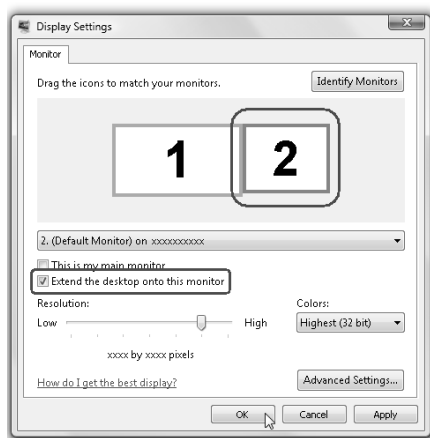 Display Settings
Monitor
Drag the icons to match your monitors.
Identify Monitors
1
2
2. (Default Monitor) on xxxxxxxxxx
This is my main monitor
Extend the desktop onto this monitor
Resolution:
Colors:
Low
High
Highest (32 bit)
xxxx by xxxx pixels
How do I get the best display?
Advanced Settings...
OK
Cancel
Apply